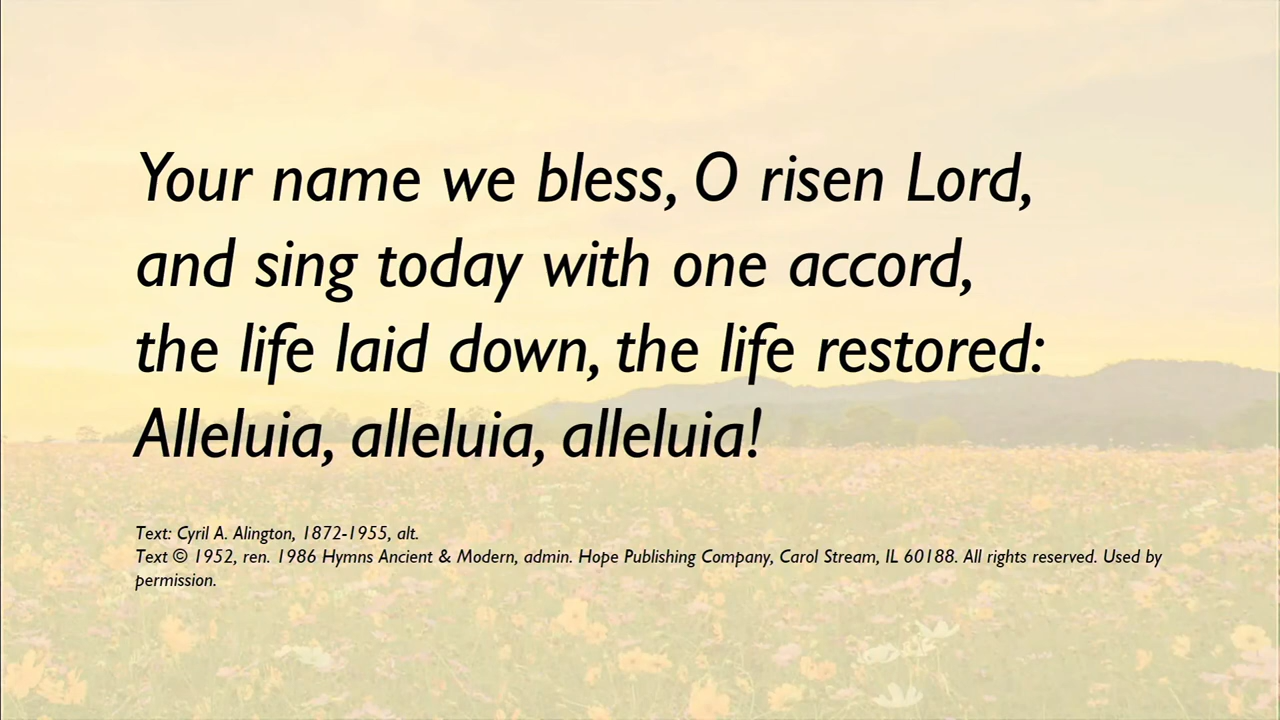 Your name we bless, O risen Lord,
and sing today with one accord,
the life laid down, the life restored:
Alleluia, alleluia, alleluia!
Text: Cyril A. Alington, 1872-1955, alt.
Text © 1952, ren. 1986 Hymns Ancient & Modern, admin. Hope Publishing Company, Carol Stream, IL 60188. All rights reserved. Used by
permission.